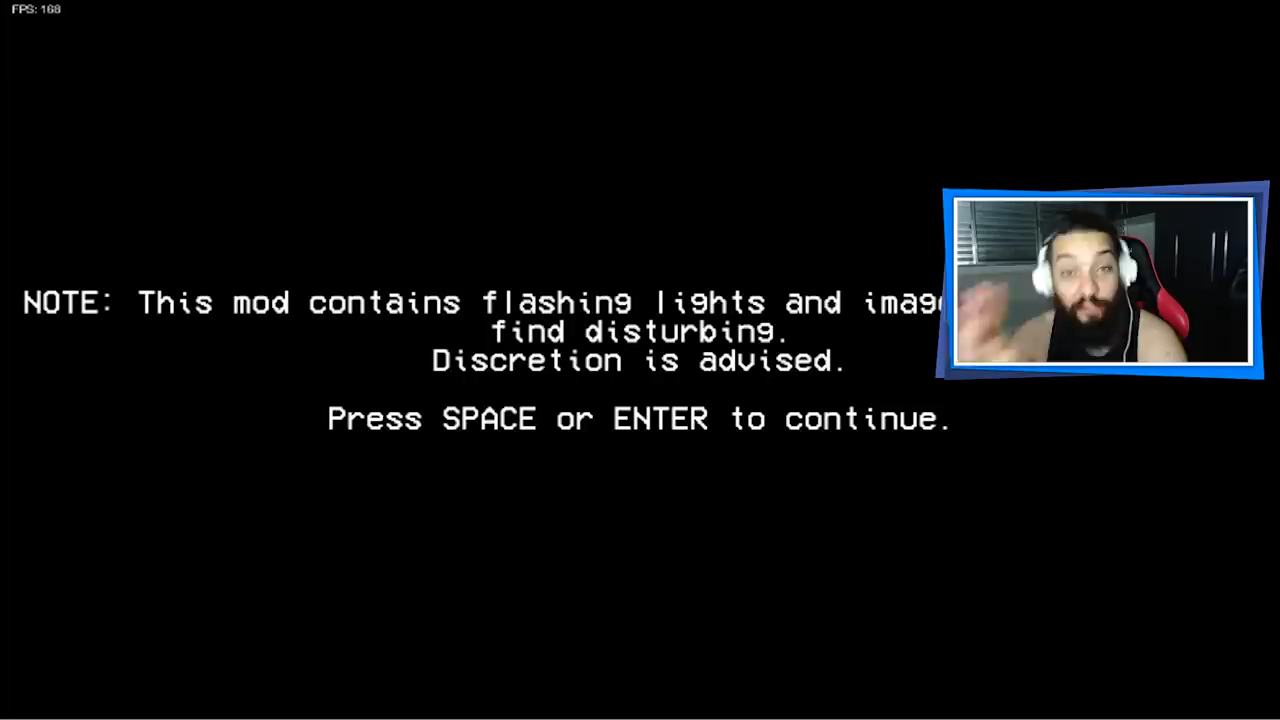 FPS: 168
NOTE: This mod contains flashing lights and
find disturbing.
Discretion is advised.
Press SPACE or ENTER to continue.